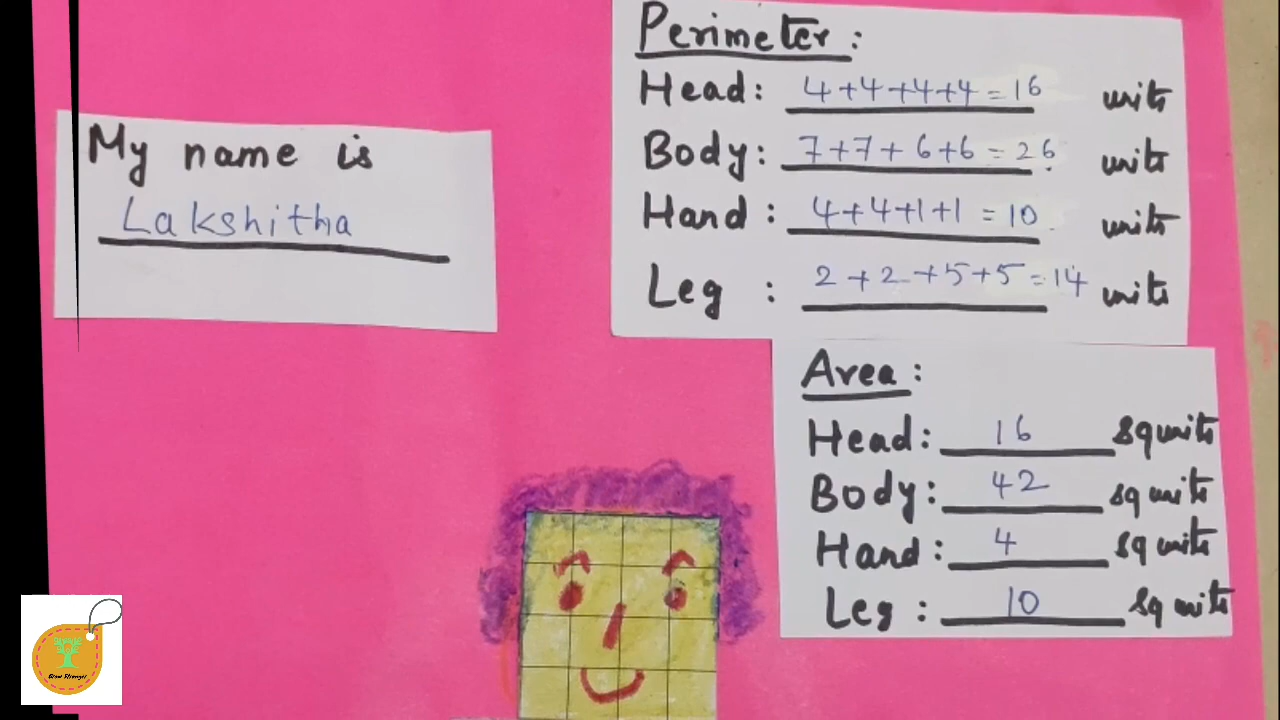 My name is
Lakshitha
Perimeter:
Head: 4+4+4+4=16 units
Body: 7+7+6+6=26 units
Hand: 4+4+1+1=10 units
Leg: 2+2+5+5=14 units
Area:
Head: 16 sq units
Body: 42 sq units
Hand: 4 sq units
Leg: 10 sq units
Grow Stronger